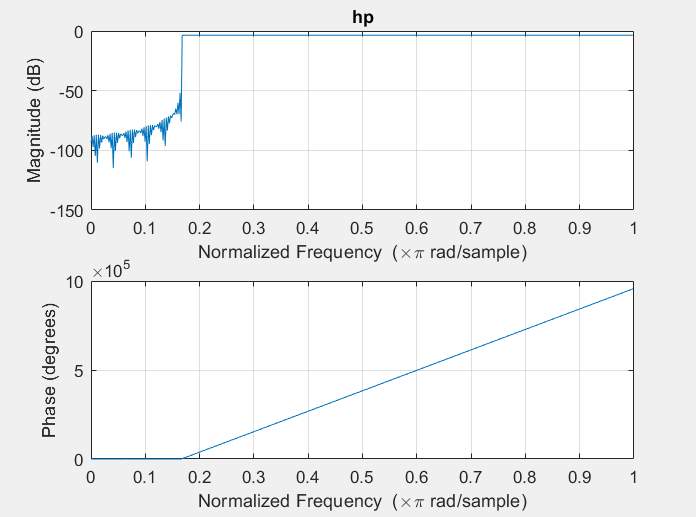 hp
0
-50
-100
-150
Magnitude (dB)
0 0.1 0.2 0.3 0.4 0.5 0.6 0.7 0.8 0.9 1
Normalized Frequency (×π rad/sample)
×10⁵
10
5
0
Phase (degrees)
0 0.1 0.2 0.3 0.4 0.5 0.6 0.7 0.8 0.9 1
Normalized Frequency (×π rad/sample)